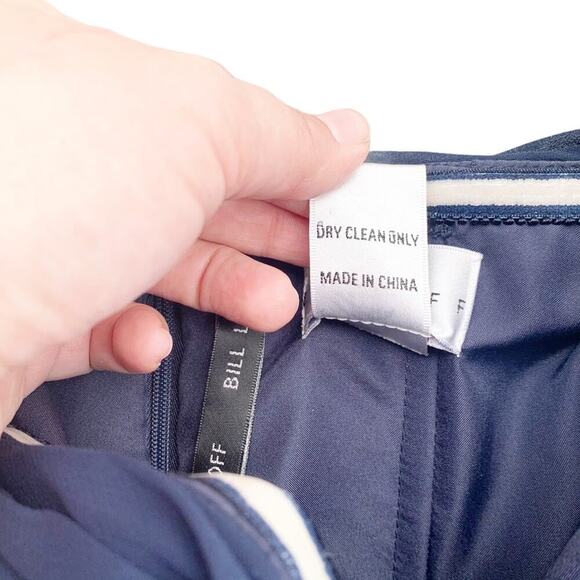 DRY CLEAN ONLY
MADE IN CHINA
F F
BILL L
OFF